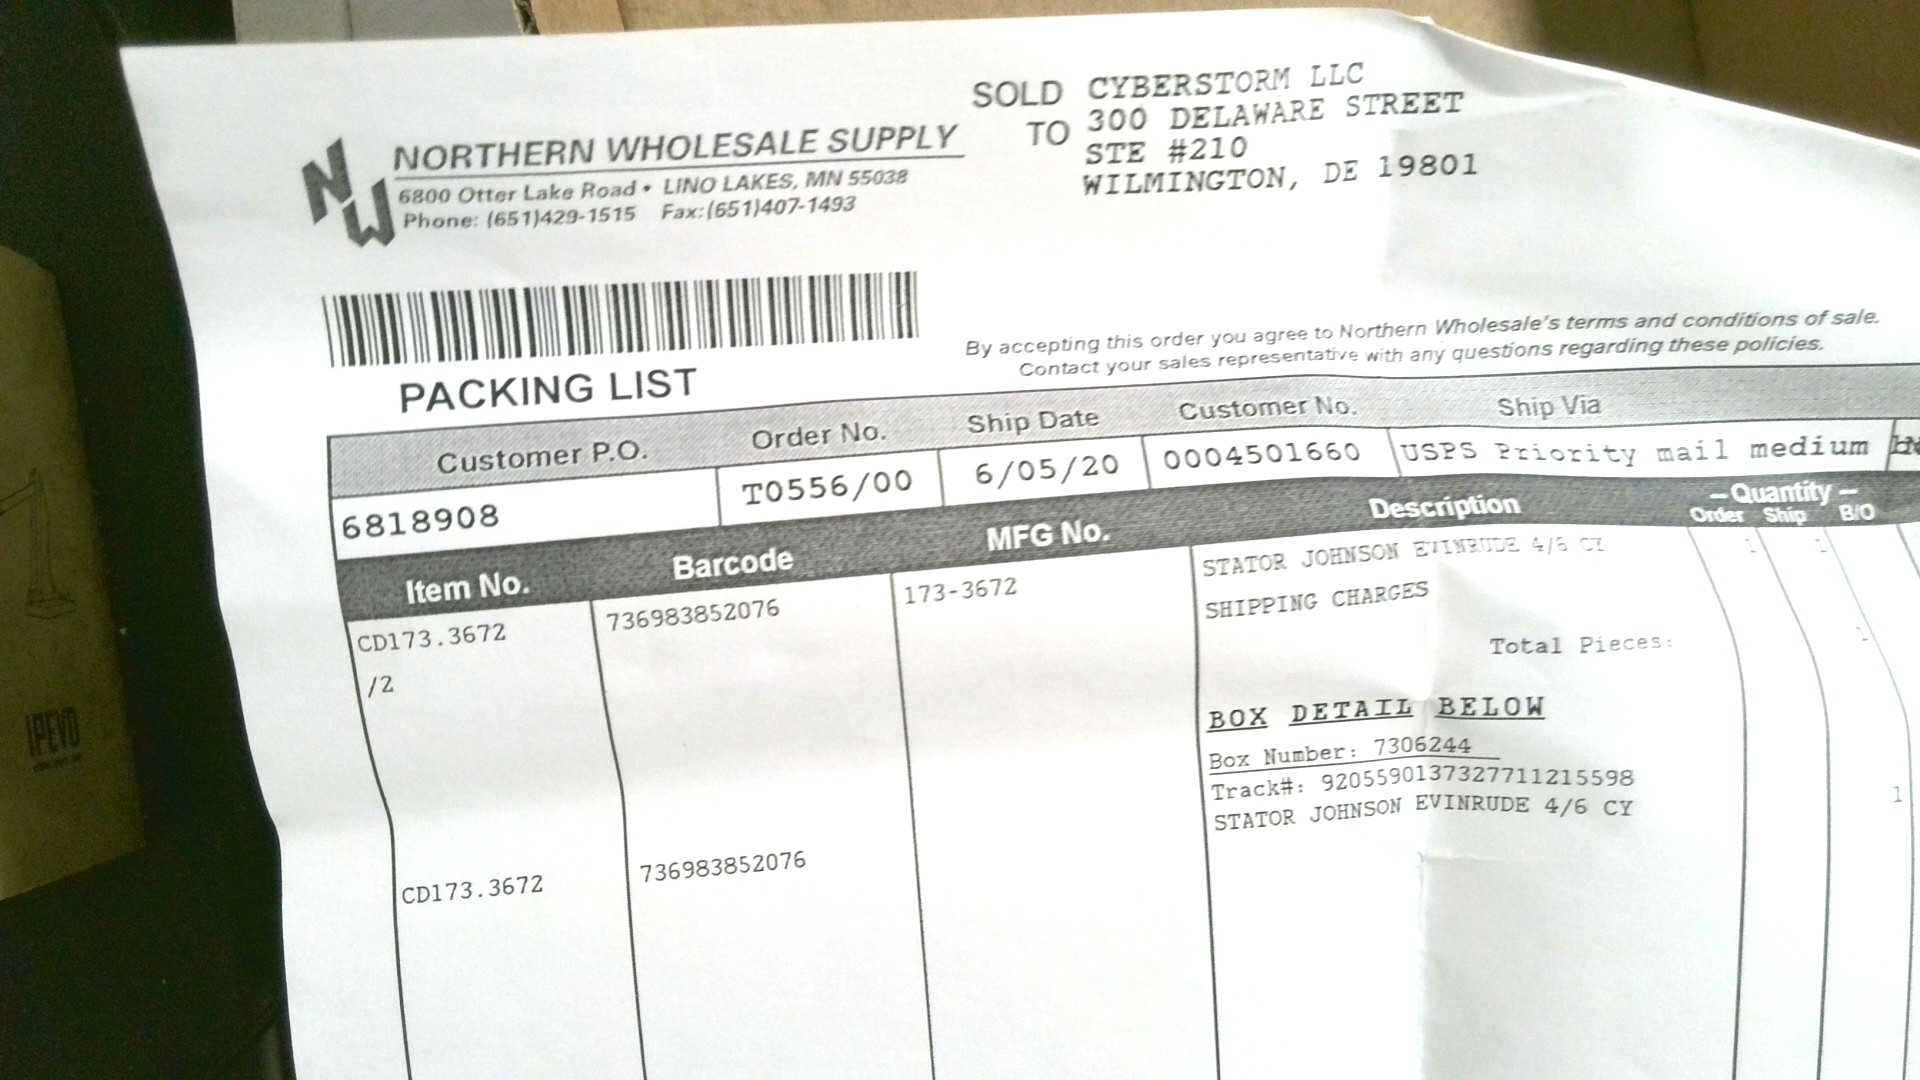 SOLD TO
CYBERSTORM LLC
300 DELAWARE STREET
STE #210
WILMINGTON, DE 19801
NW
NORTHERN WHOLESALE SUPPLY
6800 Otter Lake Road • LINO LAKES, MN 55038
Phone: (651)429-1515 Fax:(651)407-1493
By accepting this order you agree to Northern Wholesale's terms and conditions of sale.
Contact your sales representative with any questions regarding these policies.
PACKING LIST
Customer P.O. Order No. Ship Date Customer No. Ship Via
6818908 T0556/00 6/05/20 0004501660 USPS Priority mail medium
Item No. Barcode MFG No. Description – Quantity – Order Ship B/O
CD173.3672 736983852076 173-3672 STATOR JOHNSON EVINRUDE 4/6 CY 1 1
/2 SHIPPING CHARGES
Total Pieces: 1
BOX DETAIL BELOW
Box Number: 7306244
Track#: 9205590137327711215598
CD173.3672 736983852076 STATOR JOHNSON EVINRUDE 4/6 CY 1
IPEVO